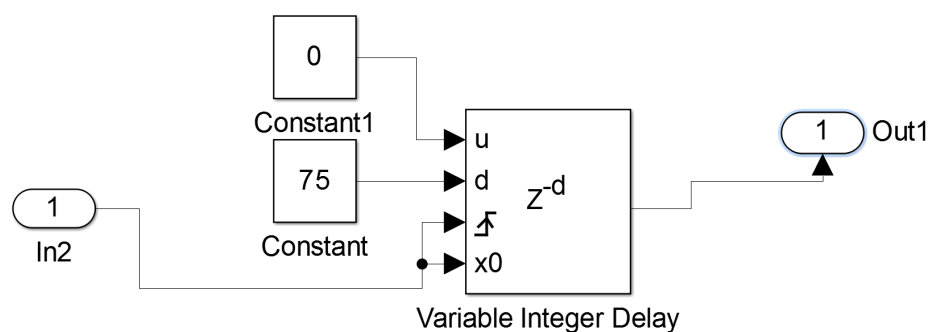 0
Constant1
75
Constant
1
In2
u
d
x0
Z-d
Variable Integer Delay
1
Out1